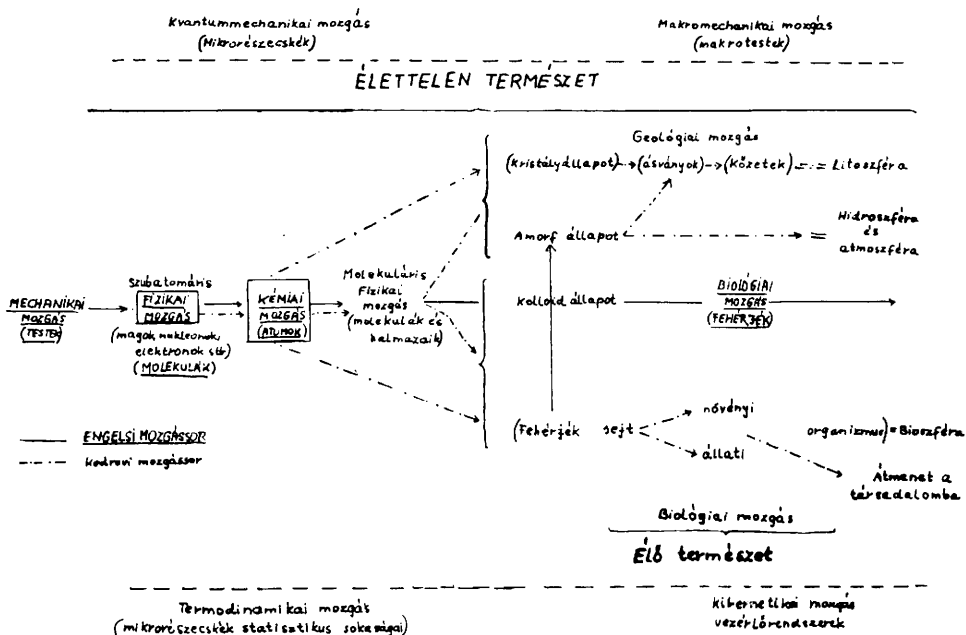 Kvantummechanikai mozgás
(Mikrorészecskék)
Makromechanikai mozgás
(makrotestek)
ÉLETTELEN TERMÉSZET
Geológiai mozgás
(Kristályállapot) → (ásványok) → (Kőzetek) = Litoszféra
Amorf állapot
= Hidroszféra
és
atmoszféra
MECHANIKAI
MOZGÁS
(TESTEK)
Szubatomáris
FIZIKAI
MOZGÁS
(magok, nukleonok,
elektronok stb)
(MOLEKULÁK)
KÉMIAI
MOZGÁS
(ATOMOK)
Molekuláris
Fizikai
mozgás
(molekulák és
halmazaik)
Kolloid állapot
BIOLÓGIAI
MOZGÁS
(FEHÉRJÉK)
(Fehérjék sejt
növényi
állati
organizmus) = Bioszféra
Átmenet a
társadalomba
ENGELSI MOZGÁSSOR
Kedrovi mozgássor
Biológiai mozgás
Élő természet
Termodinamikai mozgás
(mikrorészecskék statisztikus sokaságai)
Kibernetikai mozgás
vezérlőrendszerek